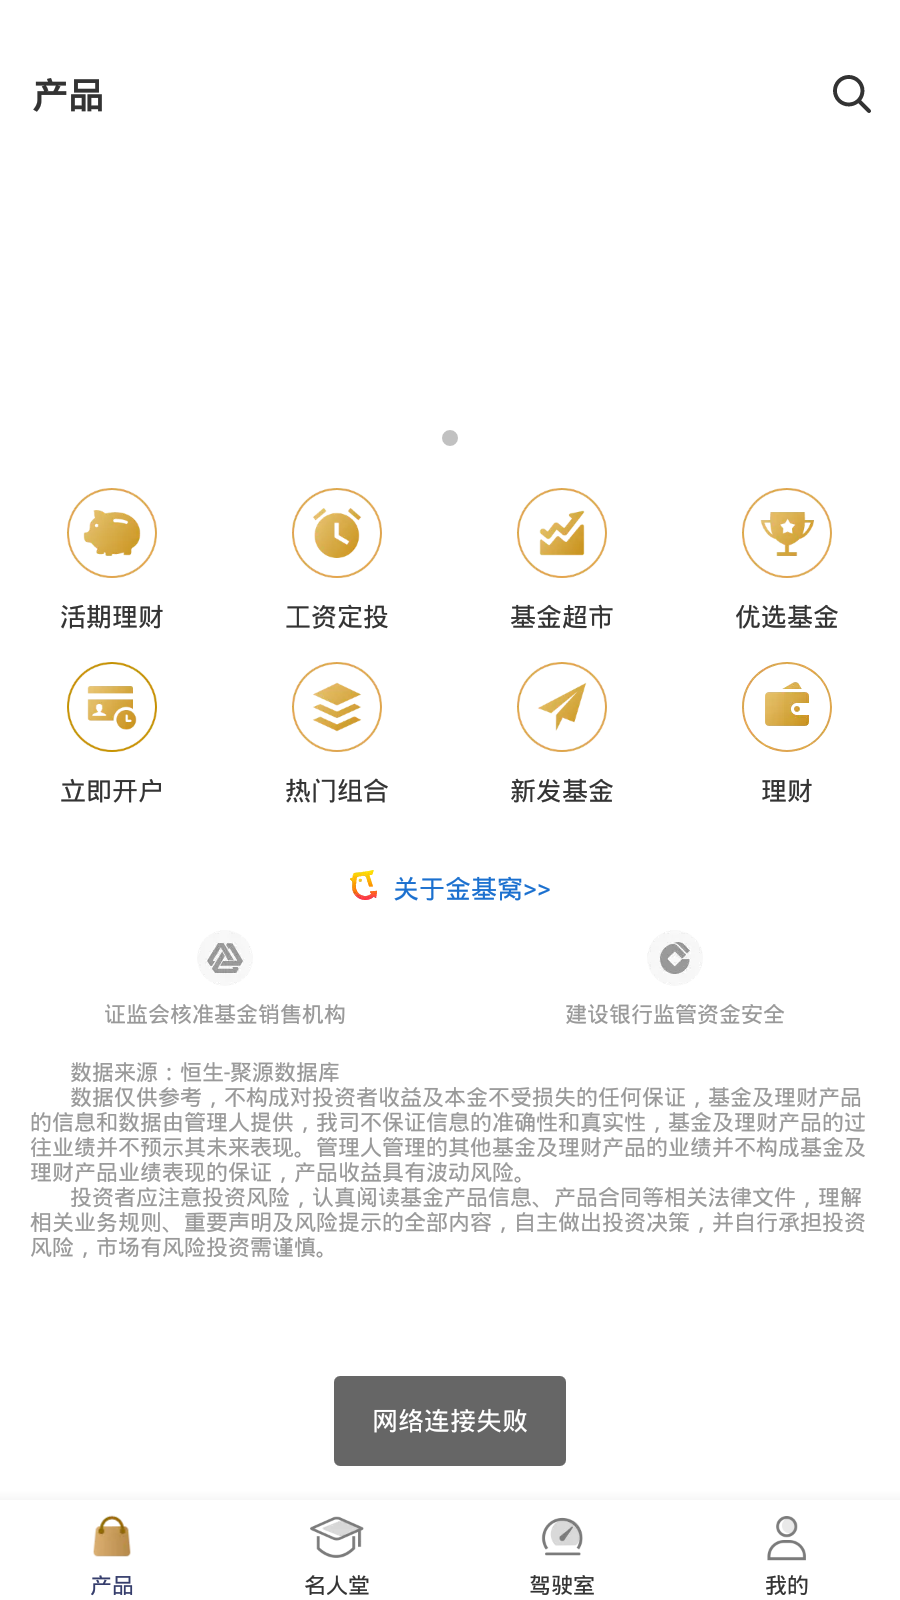 产品
活期理财
工资定投
基金超市
优选基金
立即开户
热门组合
新发基金
理财
关于金基窝>>
证监会核准基金销售机构
建设银行监管资金安全
数据来源：恒生-聚源数据库
数据仅供参考，不构成对投资者收益及本金不受损失的任何保证，基金及理财产品
的信息和数据由管理人提供，我司不保证信息的准确性和真实性，基金及理财产品的过
往业绩并不预示其未来表现。管理人管理的其他基金及理财产品的业绩并不构成基金及
理财产品业绩表现的保证，产品收益具有波动风险。
投资者应注意投资风险，认真阅读基金产品信息、产品合同等相关法律文件，理解
相关业务规则、重要声明及风险提示的全部内容，自主做出投资决策，并自行承担投资
风险，市场有风险投资需谨慎。
网络连接失败
产品
名人堂
驾驶室
我的